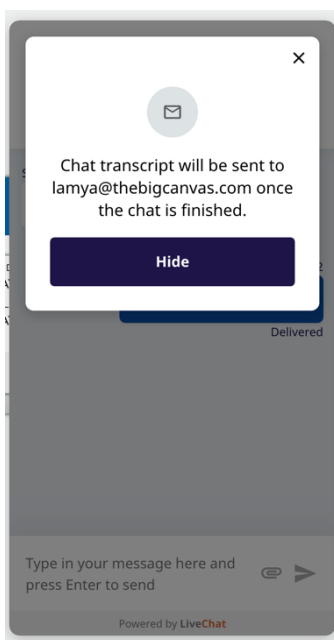 Chat transcript will be sent to
lamya@thebigcanvas.com once
the chat is finished.
Hide
2
Delivered
Type in your message here and
press Enter to send
Powered by LiveChat